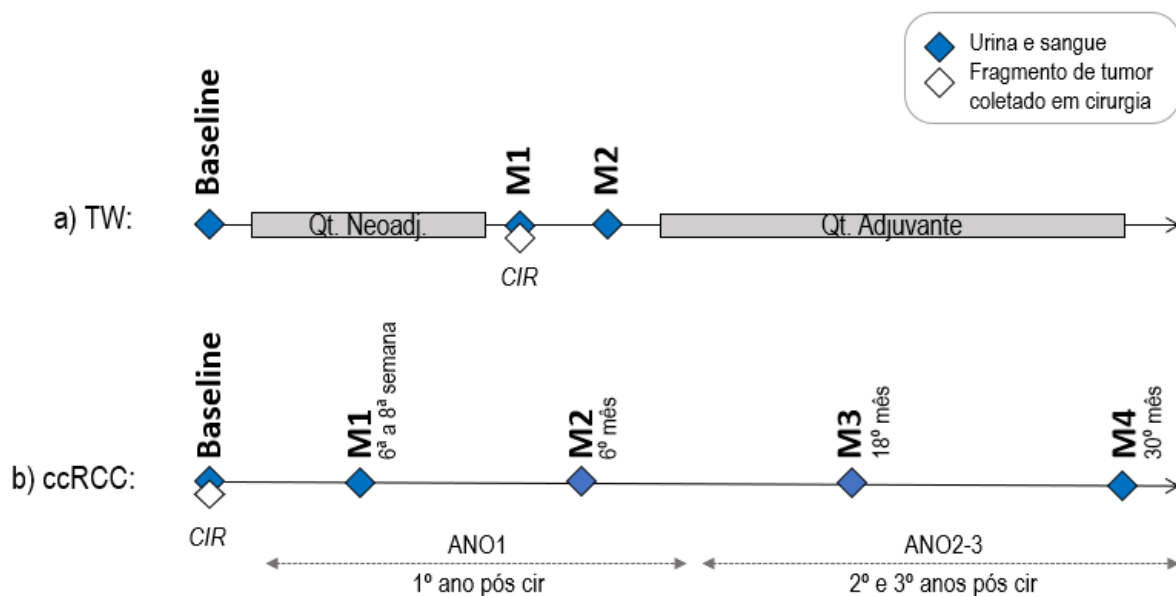 Urina e sangue
Fragmento de tumor
coletado em cirurgia
Baseline
M1
M2
a) TW:
Qt. Neoadj.
Qt. Adjuvante
CIR
Baseline
M1
6ª a 8ª semana
M2
6º mês
M3
18º mês
M4
30º mês
b) ccRCC:
CIR
ANO1
ANO2-3
1º ano pós cir
2º e 3º anos pós cir